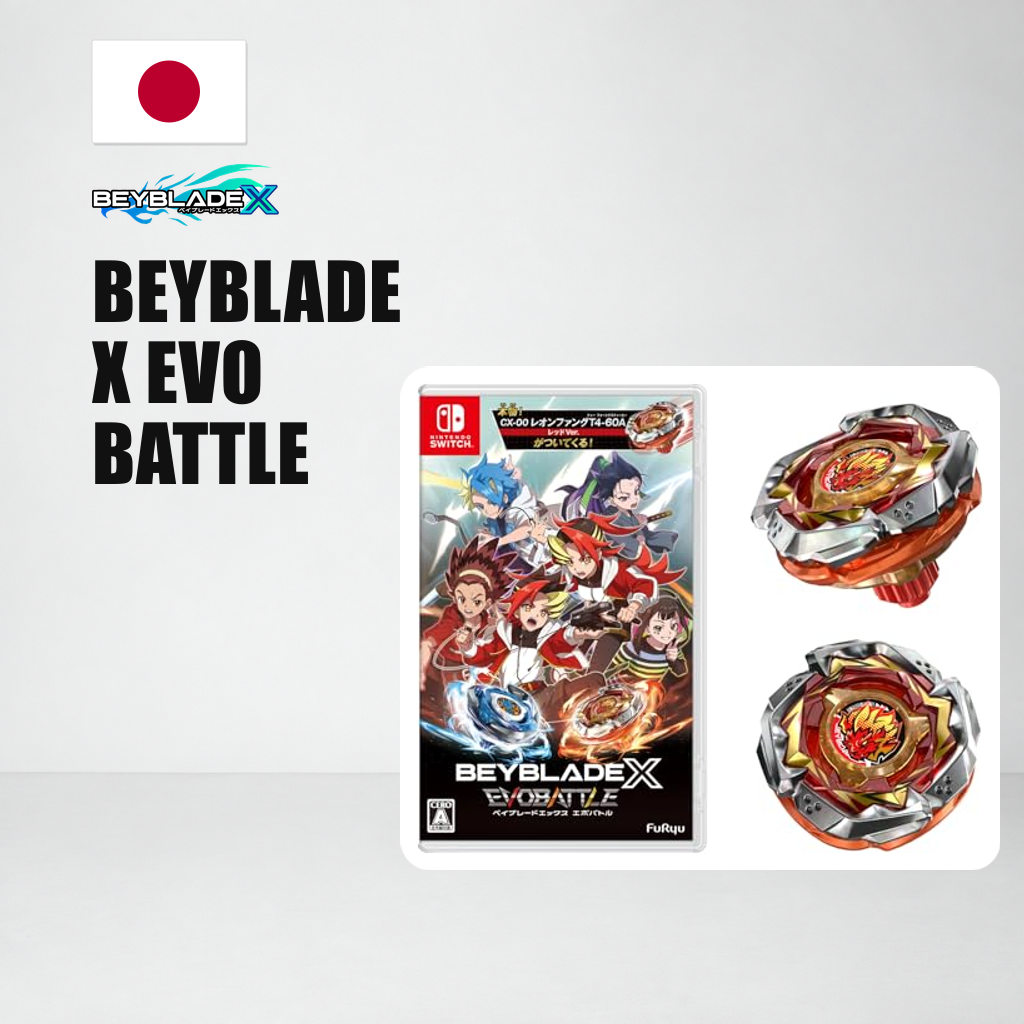 BEYBLADE X
ベイブレードエックス
BEYBLADE
X EVO
BATTLE
NINTENDO
SWITCH
本商品!
CX-00 レオンファングT4-60A
レッドVer.
がついてくる!
BEYBLADE X
EVOBATTLE
ベイブレードエックス エボバトル
CERO
A
FuRyu